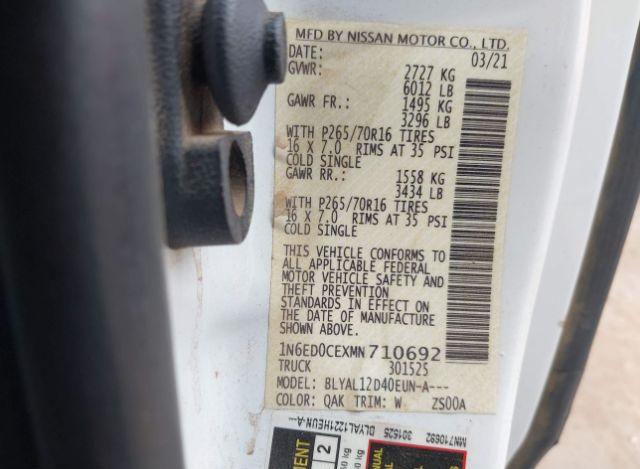 MFD BY NISSAN MOTOR CO., LTD.
DATE: 03/21
GVWR: 2727 KG
6012 LB
GAWR FR.: 1495 KG
3296 LB
WITH P265/70R16 TIRES
16 X 7.0 RIMS AT 35 PSI
COLD SINGLE
GAWR RR.: 1558 KG
3434 LB
WITH P265/70R16 TIRES
16 X 7.0 RIMS AT 35 PSI
COLD SINGLE
THIS VEHICLE CONFORMS TO
ALL APPLICABLE FEDERAL
MOTOR VEHICLE SAFETY AND
THEFT PREVENTION
STANDARDS IN EFFECT ON
THE DATE OF MANUFACTURE
SHOWN ABOVE.
1N6ED0CEXMN710692
TRUCK 301525
MODEL: BLYAL12D40EUN-A---
COLOR: QAK TRIM: W ZS00A
MN710692 301525 DLYAL1221HEUN-A---
2